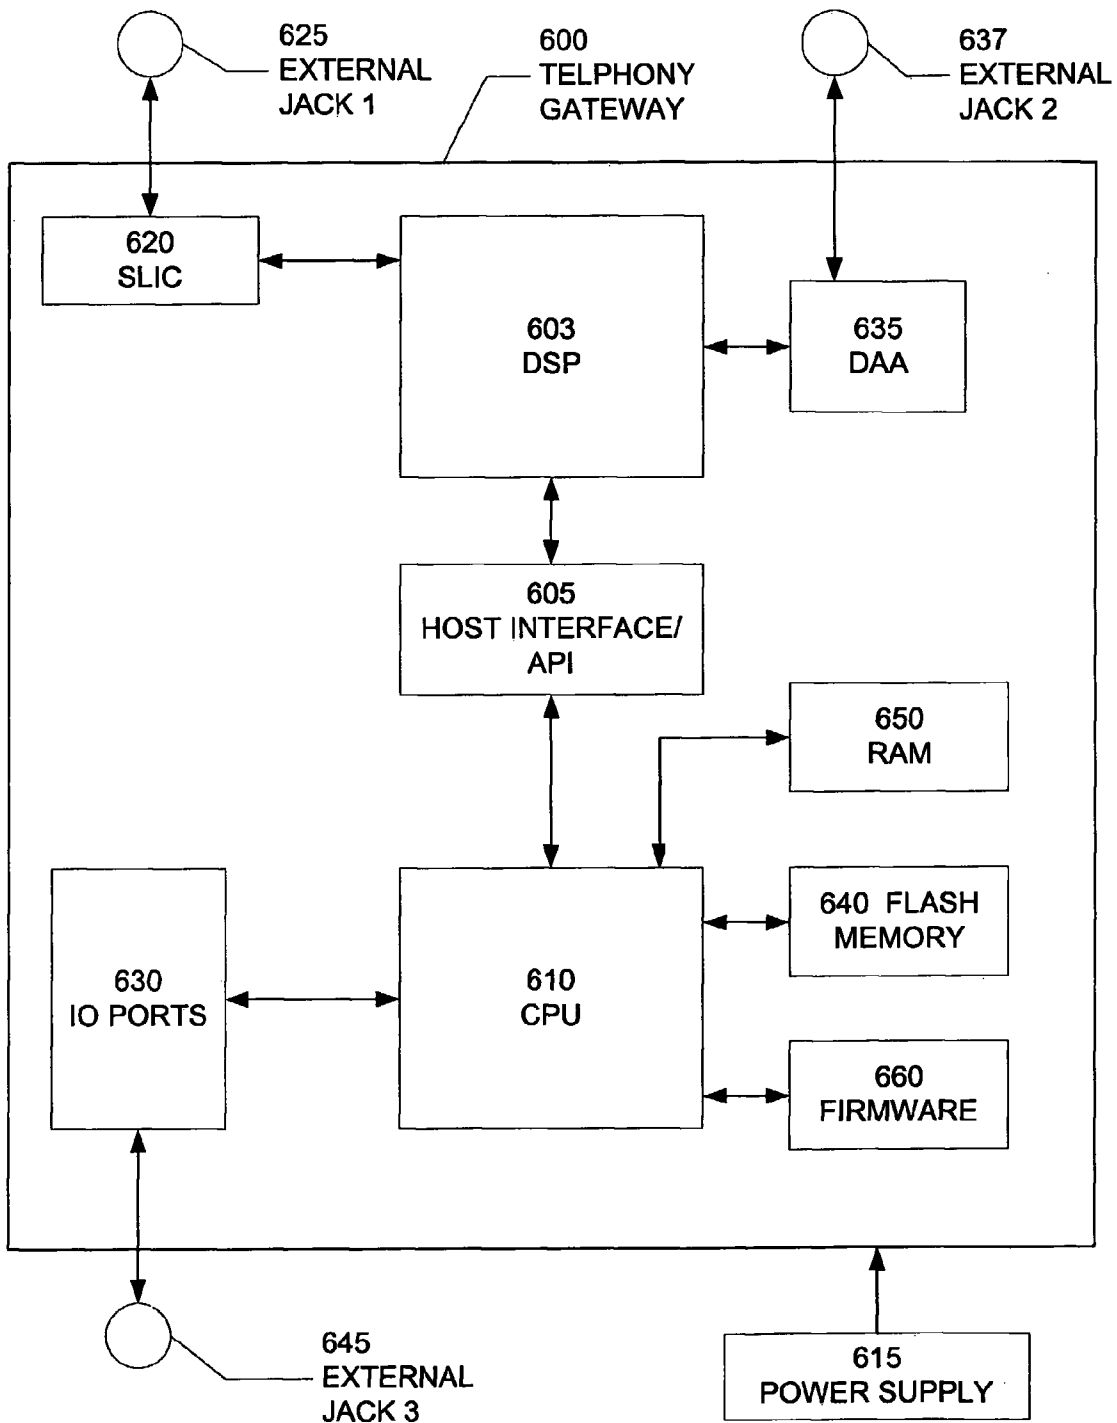 625
EXTERNAL
JACK 1
600
TELPHONY
GATEWAY
637
EXTERNAL
JACK 2
620
SLIC
603
DSP
635
DAA
605
HOST INTERFACE/
API
650
RAM
640 FLASH
MEMORY
630
IO PORTS
610
CPU
660
FIRMWARE
645
EXTERNAL
JACK 3
615
POWER SUPPLY